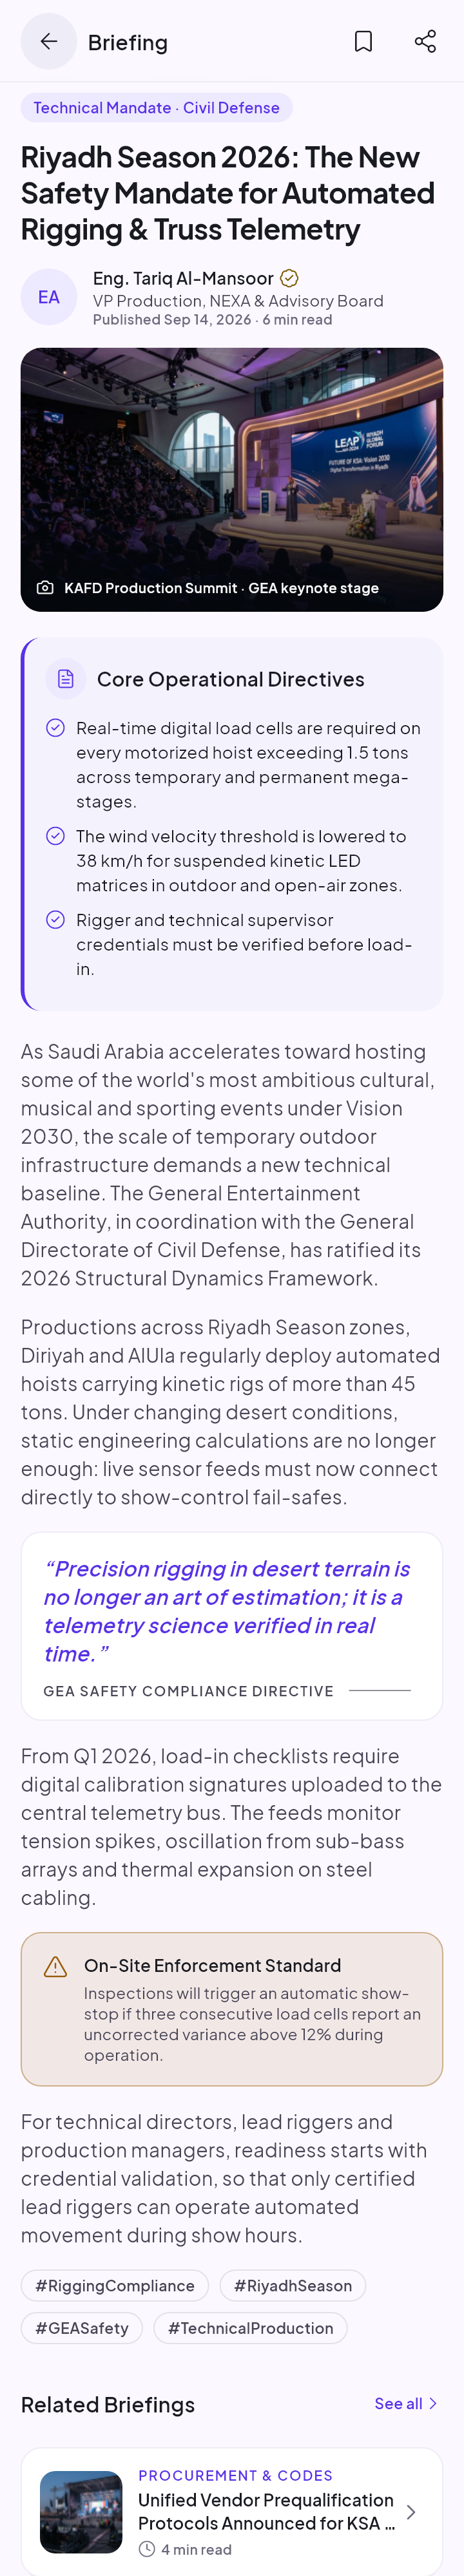 Briefing
Technical Mandate · Civil Defense
Riyadh Season 2026: The New
Safety Mandate for Automated
Rigging & Truss Telemetry
EA
Eng. Tariq Al-Mansoor
VP Production, NEXA & Advisory Board
Published Sep 14, 2026 · 6 min read
LEAP
RIYADH
GLOBAL
FORUM
FUTURE OF KSA: Vision 2030
Digital Transformation in Riyadh
KAFD Production Summit · GEA keynote stage
Core Operational Directives
Real-time digital load cells are required on
every motorized hoist exceeding 1.5 tons
across temporary and permanent mega-
stages.
The wind velocity threshold is lowered to
38 km/h for suspended kinetic LED
matrices in outdoor and open-air zones.
Rigger and technical supervisor
credentials must be verified before load-
in.
As Saudi Arabia accelerates toward hosting
some of the world's most ambitious cultural,
musical and sporting events under Vision
2030, the scale of temporary outdoor
infrastructure demands a new technical
baseline. The General Entertainment
Authority, in coordination with the General
Directorate of Civil Defense, has ratified its
2026 Structural Dynamics Framework.
Productions across Riyadh Season zones,
Diriyah and AlUla regularly deploy automated
hoists carrying kinetic rigs of more than 45
tons. Under changing desert conditions,
static engineering calculations are no longer
enough: live sensor feeds must now connect
directly to show-control fail-safes.
“Precision rigging in desert terrain is
no longer an art of estimation; it is a
telemetry science verified in real
time.”
GEA SAFETY COMPLIANCE DIRECTIVE
From Q1 2026, load-in checklists require
digital calibration signatures uploaded to the
central telemetry bus. The feeds monitor
tension spikes, oscillation from sub-bass
arrays and thermal expansion on steel
cabling.
On-Site Enforcement Standard
Inspections will trigger an automatic show-
stop if three consecutive load cells report an
uncorrected variance above 12% during
operation.
For technical directors, lead riggers and
production managers, readiness starts with
credential validation, so that only certified
lead riggers can operate automated
movement during show hours.
#RiggingCompliance #RiyadhSeason
#GEASafety #TechnicalProduction
Related Briefings See all
PROCUREMENT & CODES
Unified Vendor Prequalification
Protocols Announced for KSA …
4 min read